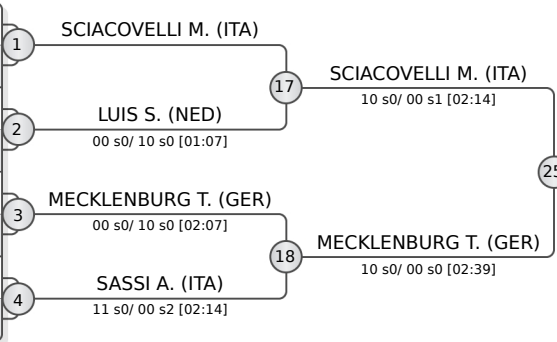 SCIACOVELLI M. (ITA)
1
17
SCIACOVELLI M. (ITA)
10 s0/ 00 s1 [02:14]
LUIS S. (NED)
2
00 s0/ 10 s0 [01:07]
25
MECKLENBURG T. (GER)
3
00 s0/ 10 s0 [02:07]
18
MECKLENBURG T. (GER)
10 s0/ 00 s0 [02:39]
SASSI A. (ITA)
4
11 s0/ 00 s2 [02:14]